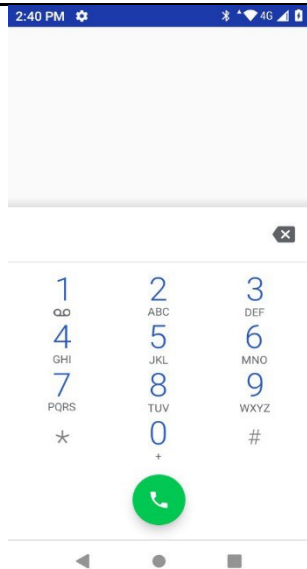 2:40 PM 4G
1 2 3
ABC DEF
4 5 6
GHI JKL MNO
7 8 9
PQRS TUV WXYZ
* 0 #
+